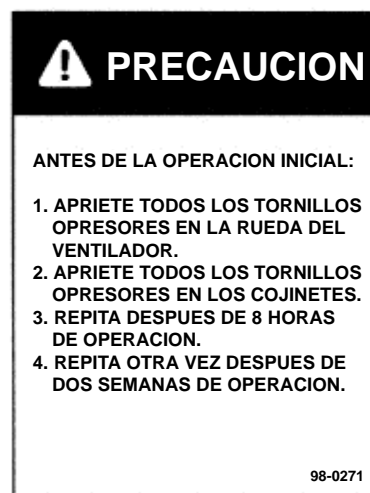 PRECAUCION
ANTES DE LA OPERACION INICIAL:
1. APRIETE TODOS LOS TORNILLOS
OPRESORES EN LA RUEDA DEL
VENTILADOR.
2. APRIETE TODOS LOS TORNILLOS
OPRESORES EN LOS COJINETES.
3. REPITA DESPUES DE 8 HORAS
DE OPERACION.
4. REPITA OTRA VEZ DESPUES DE
DOS SEMANAS DE OPERACION.
98-0271